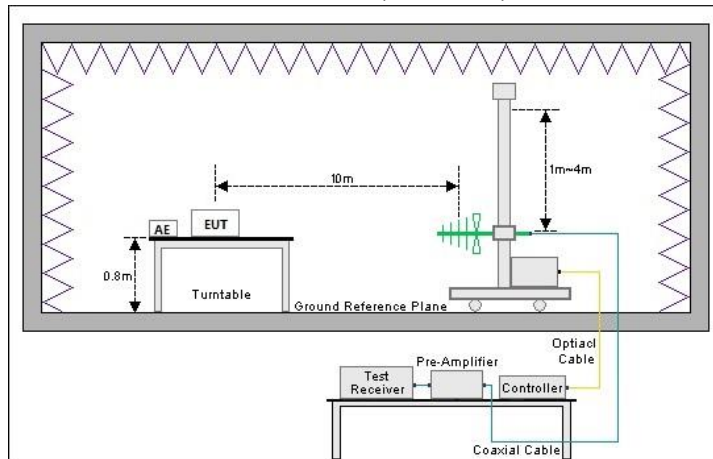 10m
1m~4m
AE
EUT
0.8m
Turntable
Ground Reference Plane
Optiacl
Cable
Pre-Amplifier
Test
Receiver
Controller
Coaxial Cable